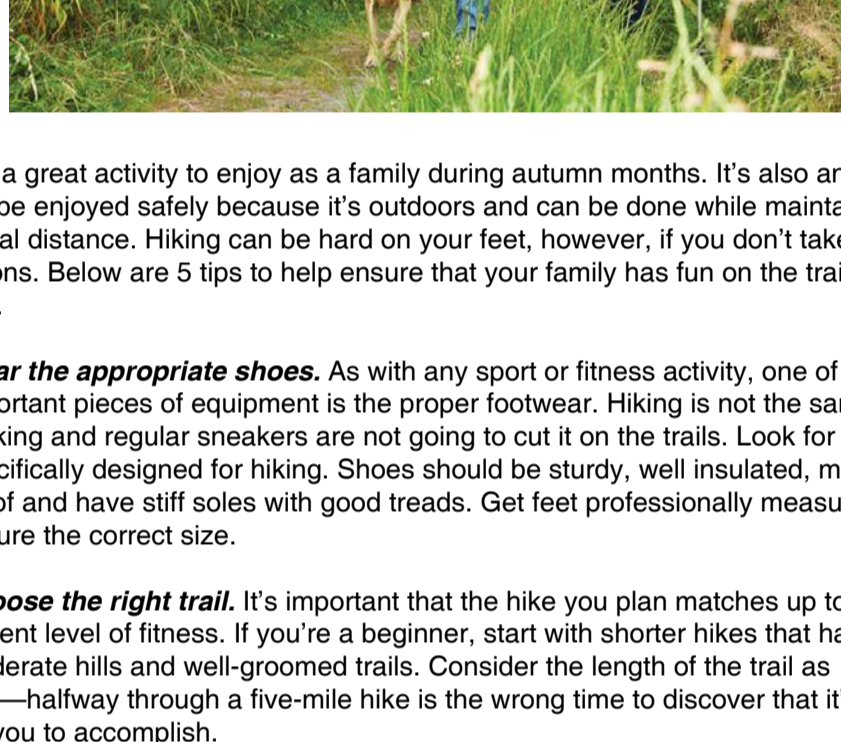 a great activity to enjoy as a family during autumn months. It’s also an
be enjoyed safely because it’s outdoors and can be done while mainta
al distance. Hiking can be hard on your feet, however, if you don’t take
ons. Below are 5 tips to help ensure that your family has fun on the trai
.
ar the appropriate shoes. As with any sport or fitness activity, one of
ortant pieces of equipment is the proper footwear. Hiking is not the sa
king and regular sneakers are not going to cut it on the trails. Look for
cifically designed for hiking. Shoes should be sturdy, well insulated, m
of and have stiff soles with good treads. Get feet professionally measu
ure the correct size.
oose the right trail. It’s important that the hike you plan matches up to
ent level of fitness. If you’re a beginner, start with shorter hikes that ha
derate hills and well-groomed trails. Consider the length of the trail as
—halfway through a five-mile hike is the wrong time to discover that it’
you to accomplish.